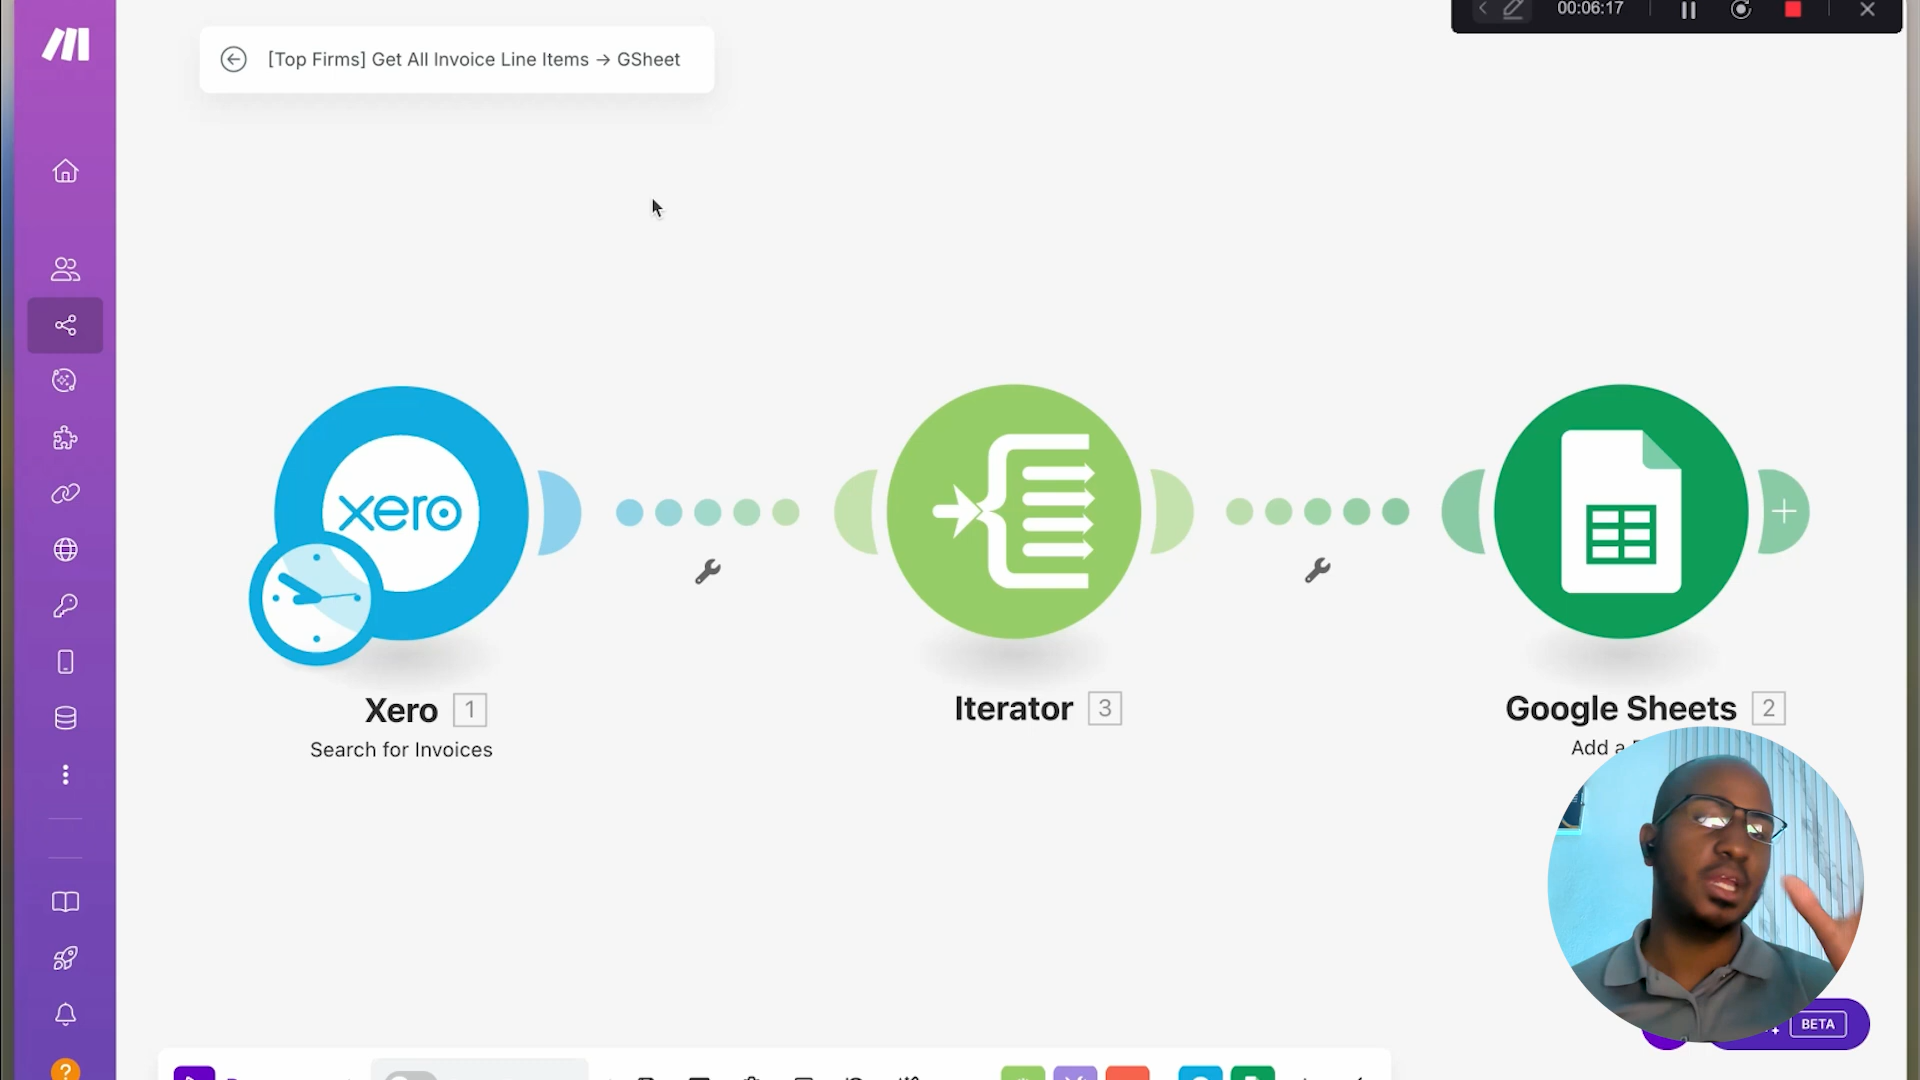 00:06:17
[Top Firms] Get All Invoice Line Items → GSheet
xero
Xero 1
Search for Invoices
Iterator 3
Google Sheets 2
Add a
BETA
?